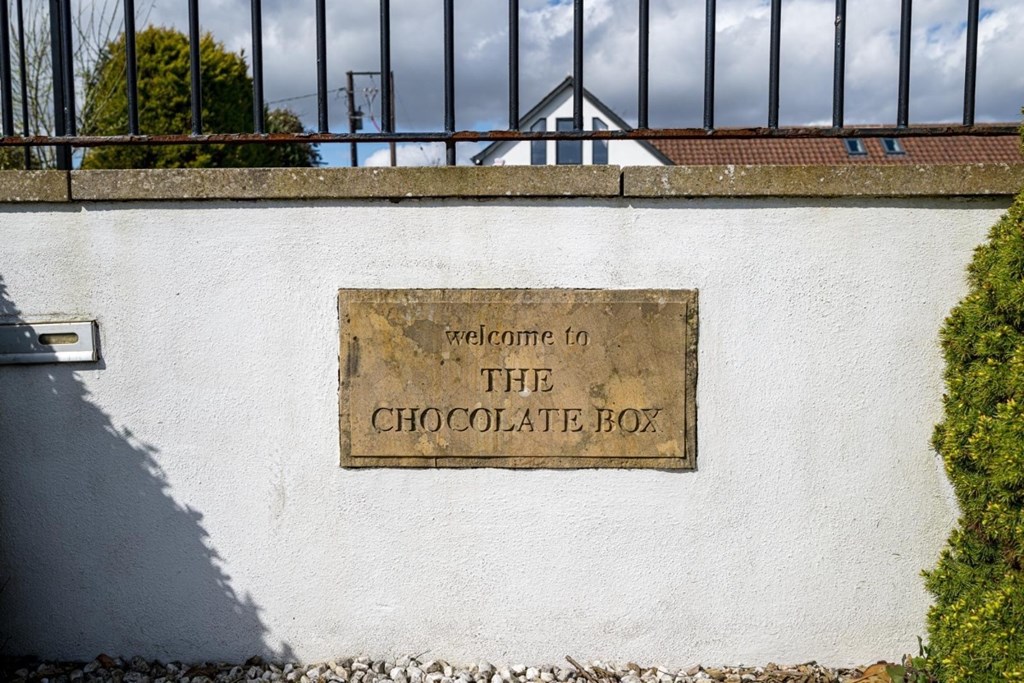 welcome to
THE
CHOCOLATE BOX